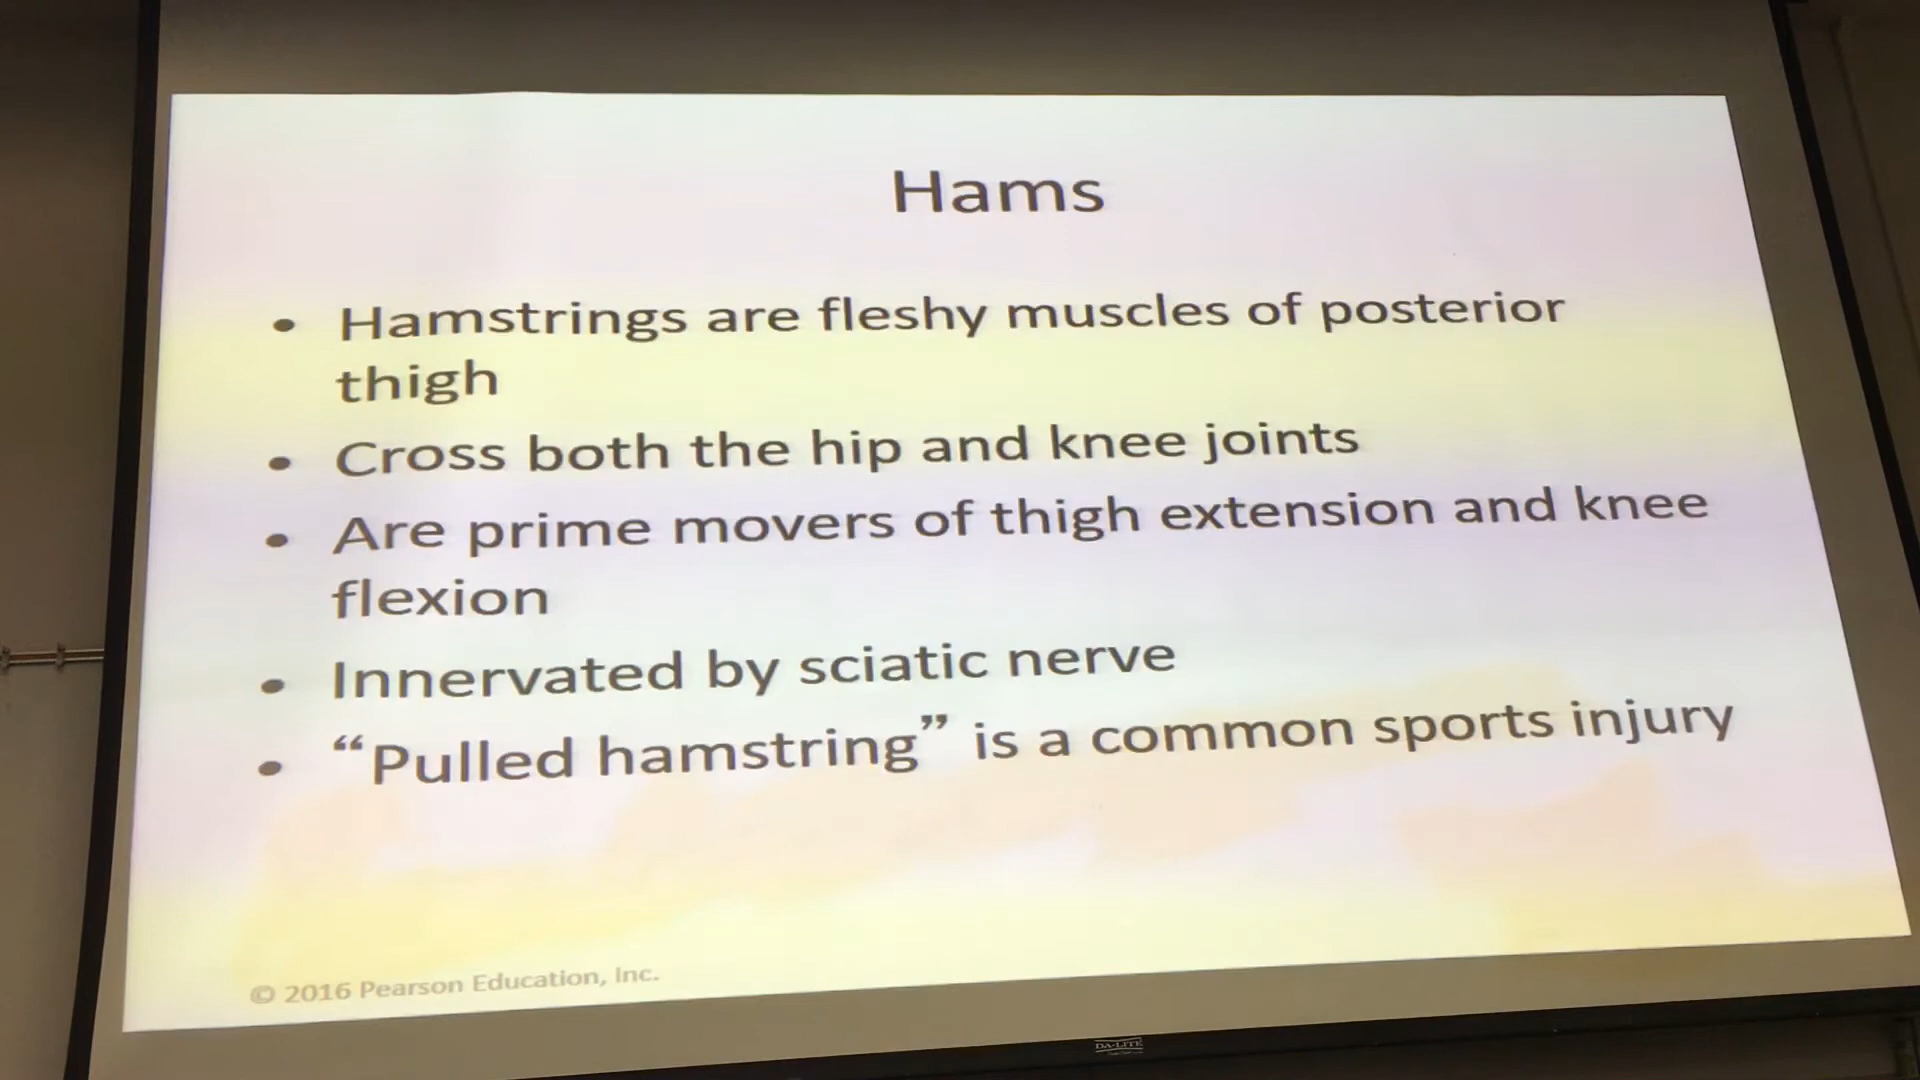 Hams
• Hamstrings are fleshy muscles of posterior
thigh
• Cross both the hip and knee joints
• Are prime movers of thigh extension and knee
flexion
• Innervated by sciatic nerve
• “Pulled hamstring” is a common sports injury
© 2016 Pearson Education, Inc.
DA-LITE